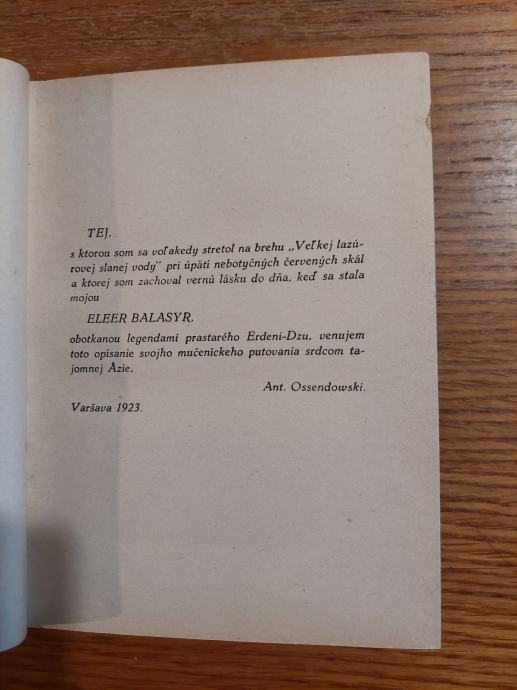 TEJ,
s ktorou som sa voľakedy stretol na brehu „Veľkej lazú-
rovej slanej vody" pri úpätí nebotyčných červených skál
a ktorej som zachoval vernú lásku do dňa, keď sa stala
mojou
ELEER BALASYR,
obotkanou legendami prastarého Erdeni-Dzu, venujem
toto opisanie svojho mučenickeho putovania srdcom ta-
jomnej Ázie.
Ant. Ossendowski.
Varšava 1923.